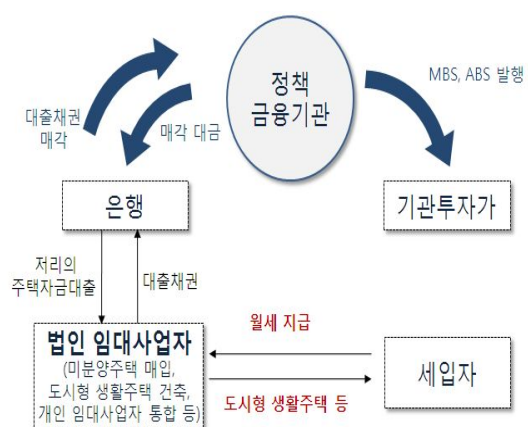 정책
금융기관
MBS, ABS 발행
대출채권
매각
매각 대금
은행
기관투자가
저리의
주택자금대출
대출채권
법인 임대사업자
(미분양주택 매입,
도시형 생활주택 건축,
개인 임대사업자 통합 등)
월세 지급
도시형 생활주택 등
세입자